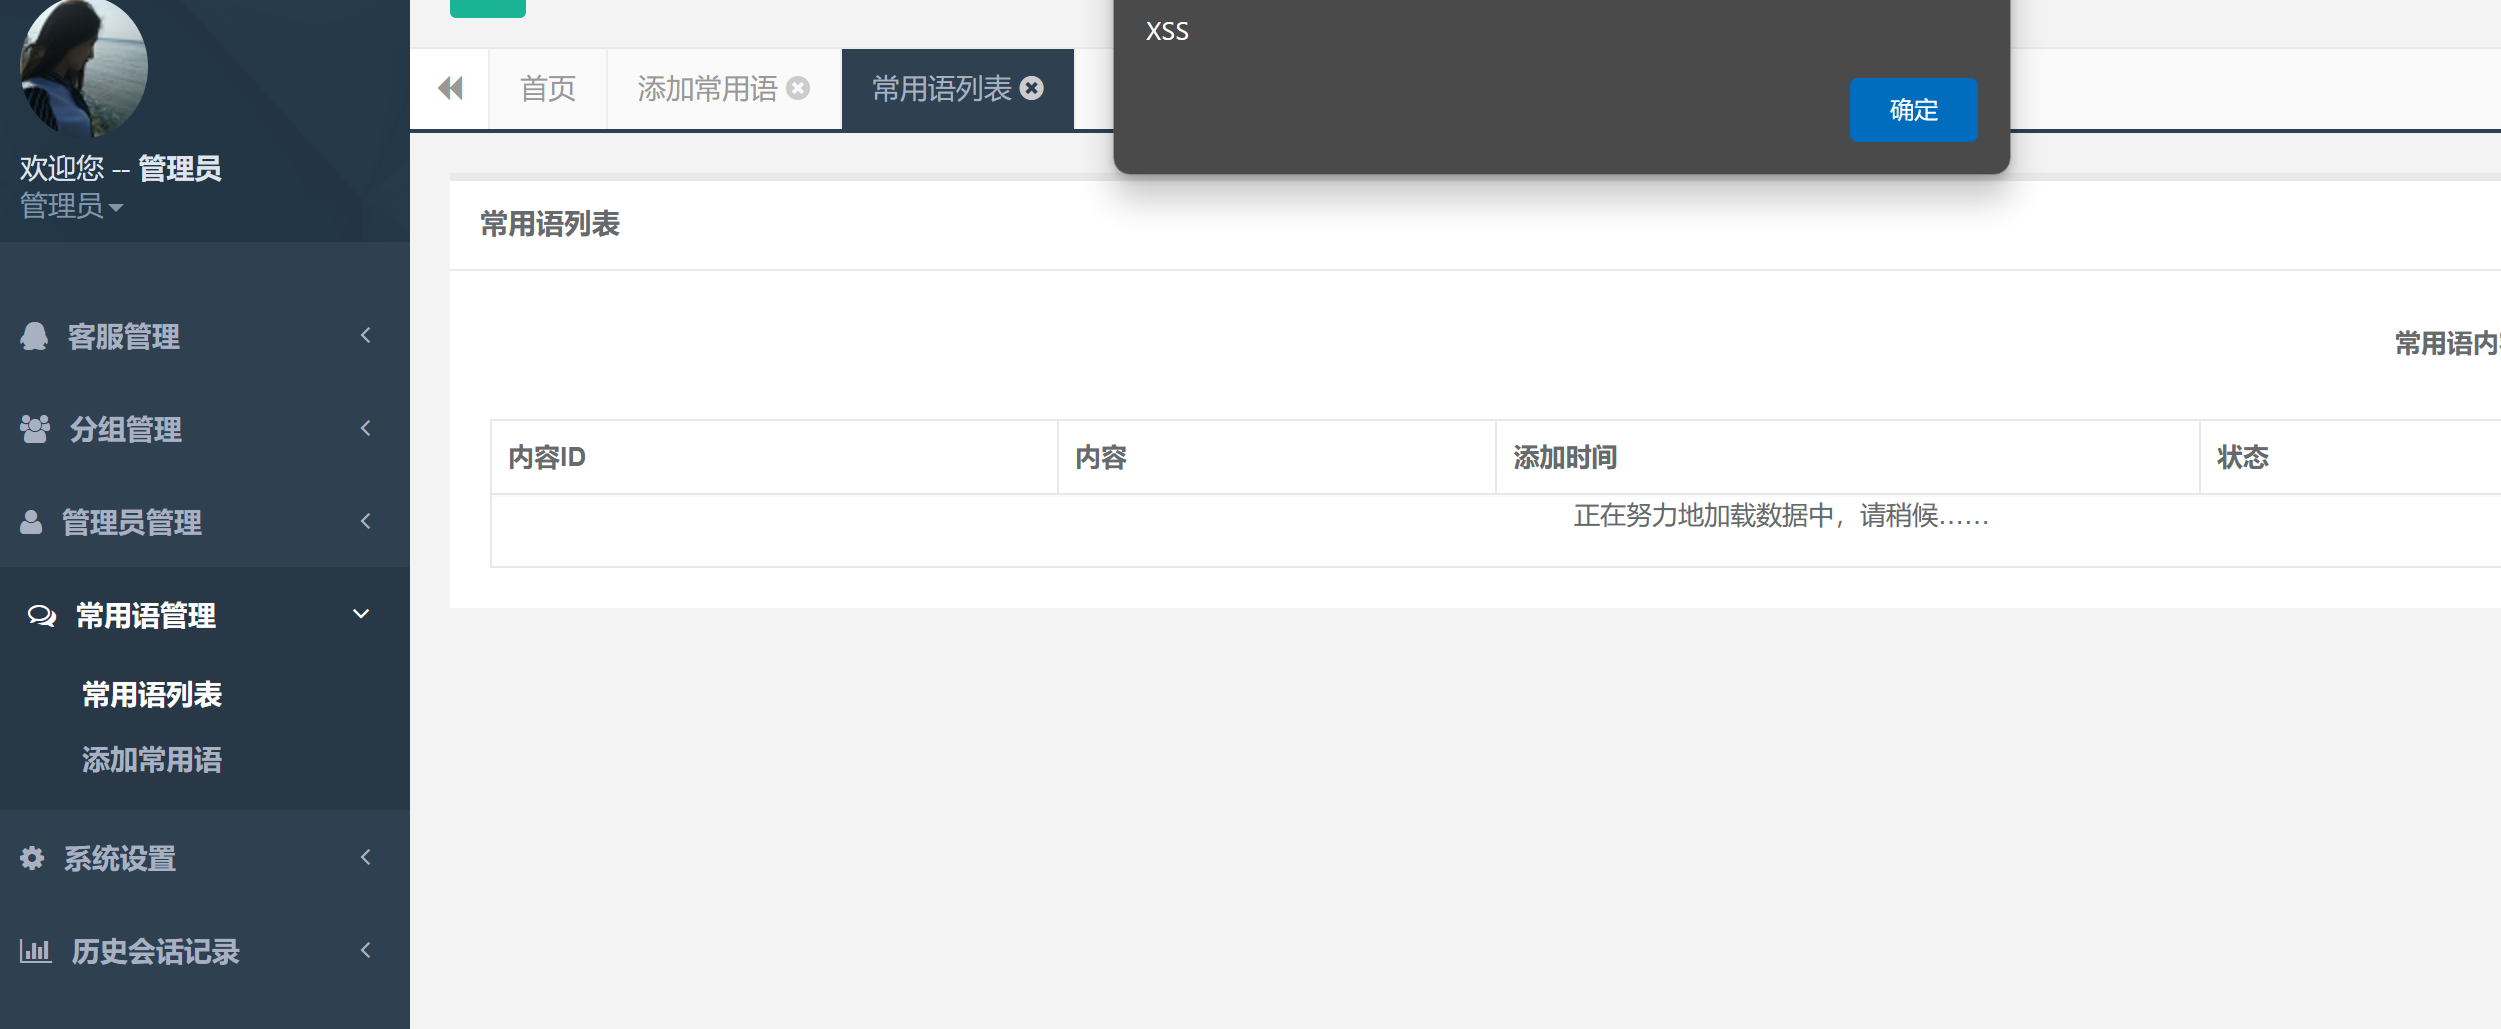 XSS
确定
首页
添加常用语
常用语列表
欢迎您 -- 管理员
管理员
客服管理
分组管理
管理员管理
常用语管理
常用语列表
添加常用语
系统设置
历史会话记录
常用语列表
常用语内
内容ID 内容 添加时间 状态
正在努力地加载数据中，请稍候……